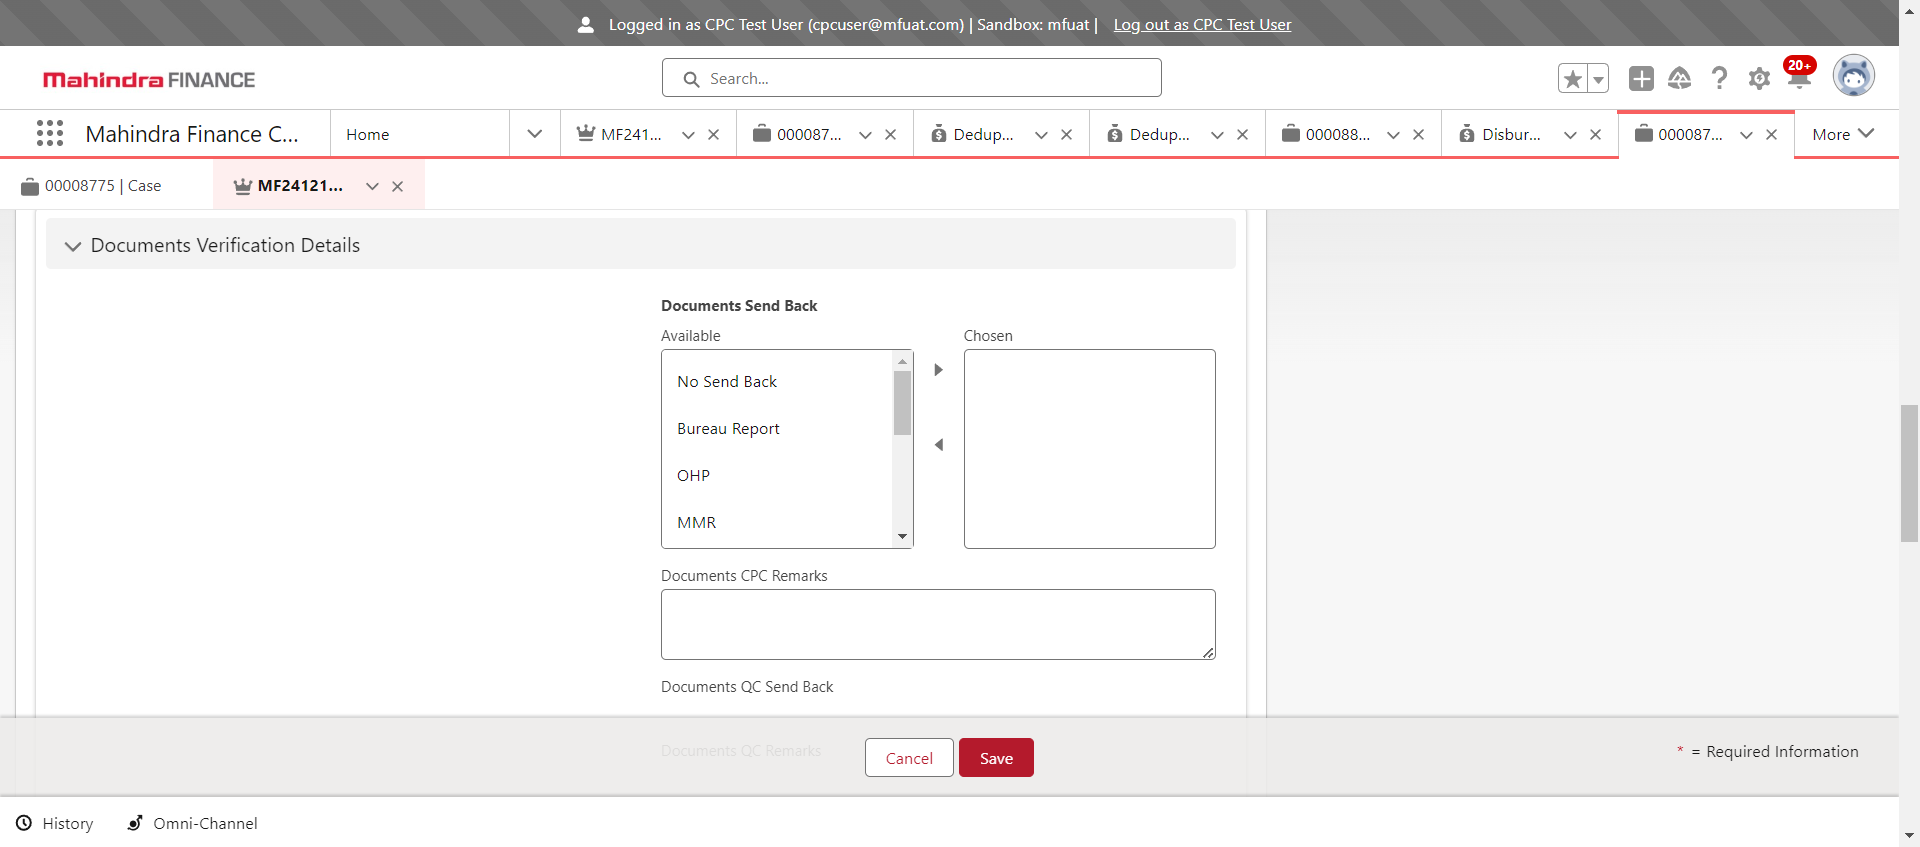 Logged in as CPC Test User (cpcuser@mfuat.com) | Sandbox: mfuat | Log out as CPC Test User
Mahindra FINANCE
Search...
20+
Mahindra Finance C...
Home
MF241...
000087...
Dedup...
Dedup...
000088...
Disbur...
000087...
More
00008775 | Case
MF24121...
Documents Verification Details
Documents Send Back
Available
Chosen
No Send Back
Bureau Report
OHP
MMR
Documents CPC Remarks
Documents QC Send Back
Documents QC Remarks
Cancel
Save
* = Required Information
History
Omni-Channel